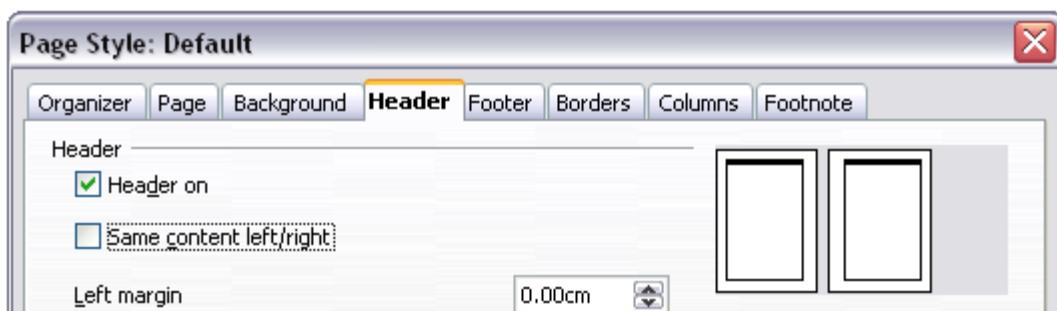 Page Style: Default
Organizer Page Background Header Footer Borders Columns Footnote
Header
Header on
Same content left/right
Left margin 0.00cm